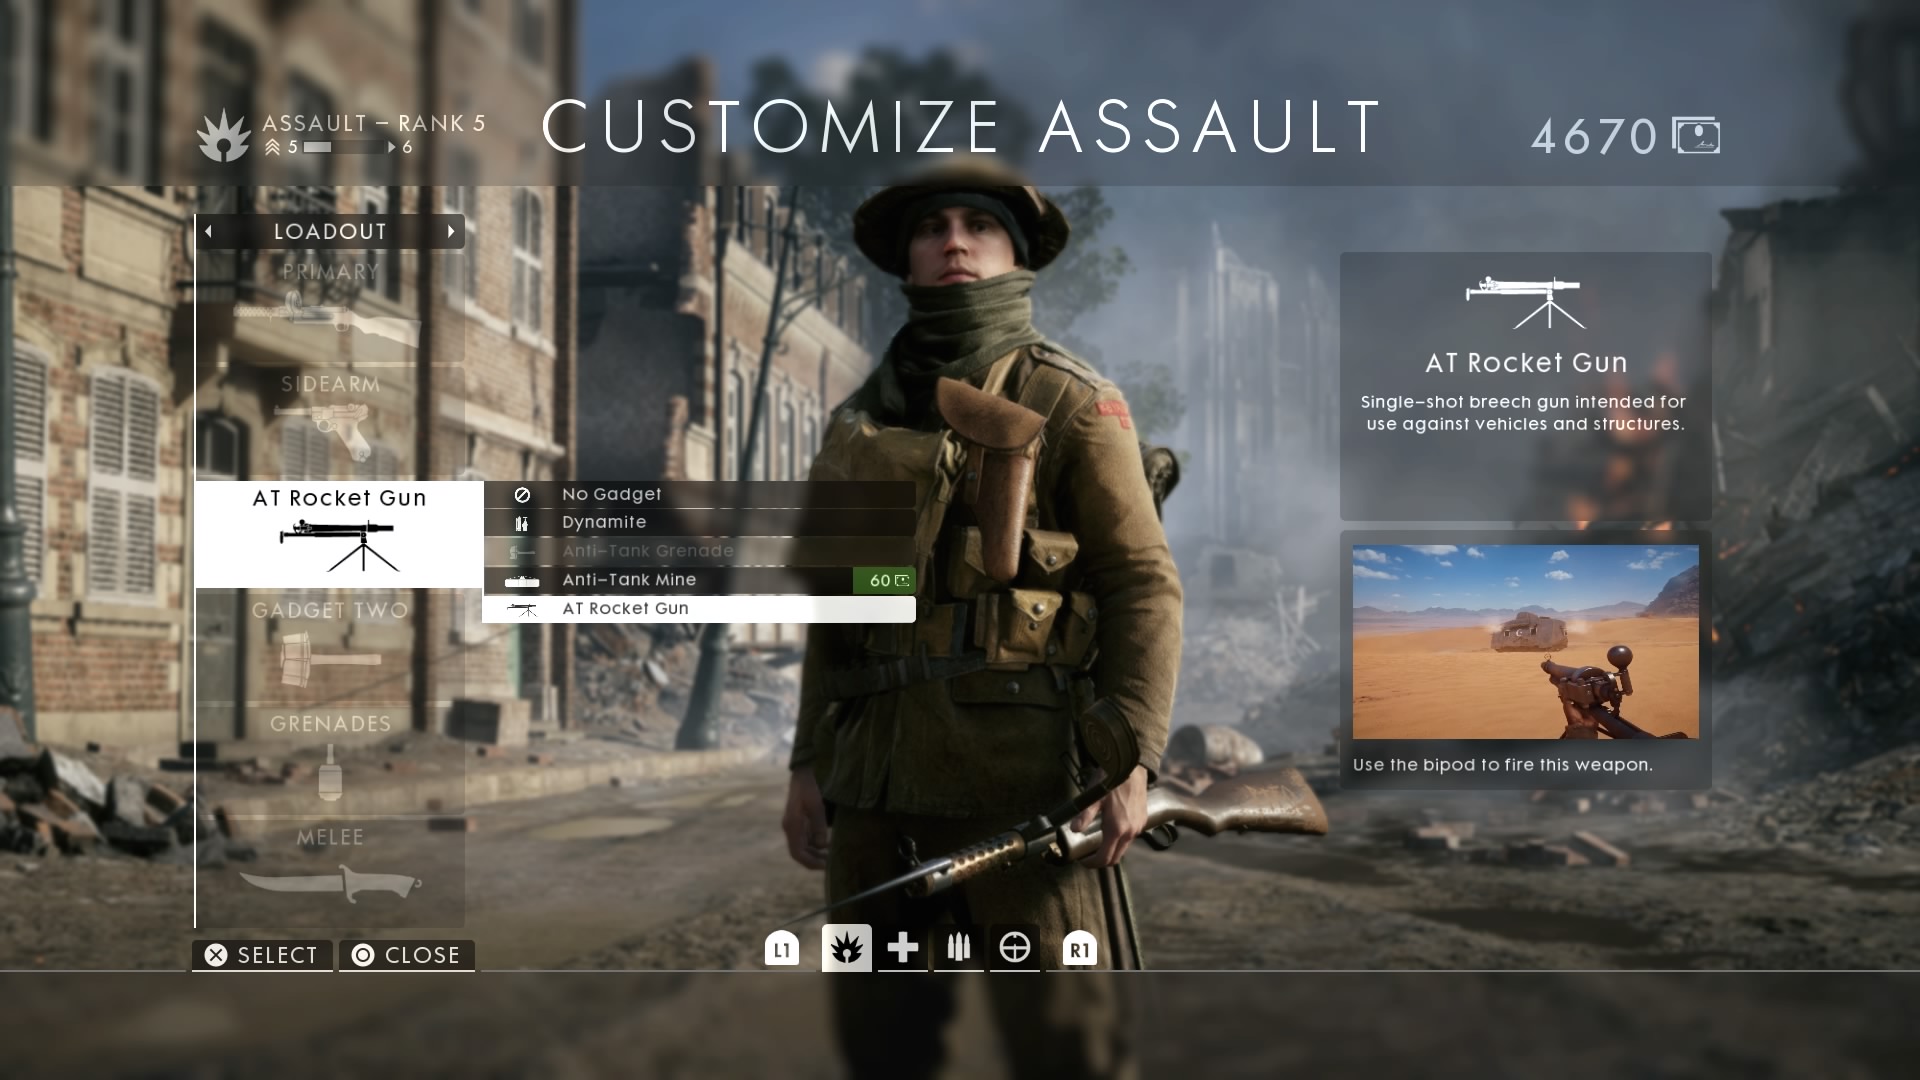 ASSAULT – RANK 5
5 6
CUSTOMIZE ASSAULT
4670
LOADOUT
PRIMARY
SIDEARM
AT Rocket Gun
GADGET TWO
GRENADES
MELEE
No Gadget
Dynamite
Anti-Tank Grenade
Anti-Tank Mine 60
AT Rocket Gun
AT Rocket Gun
Single-shot breech gun intended for
use against vehicles and structures.
Use the bipod to fire this weapon.
SELECT CLOSE
L1 R1